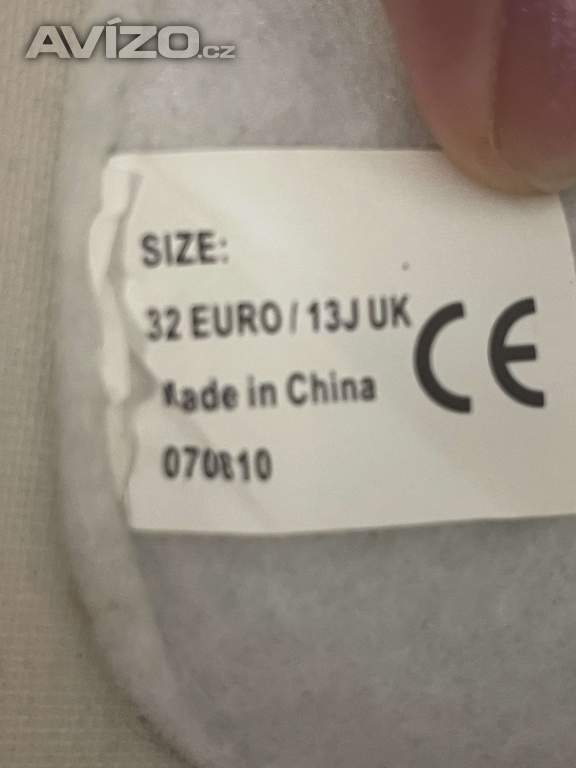 AVÍZO.cz
SIZE:
32 EURO / 13J UK
Made in China
070810
CE